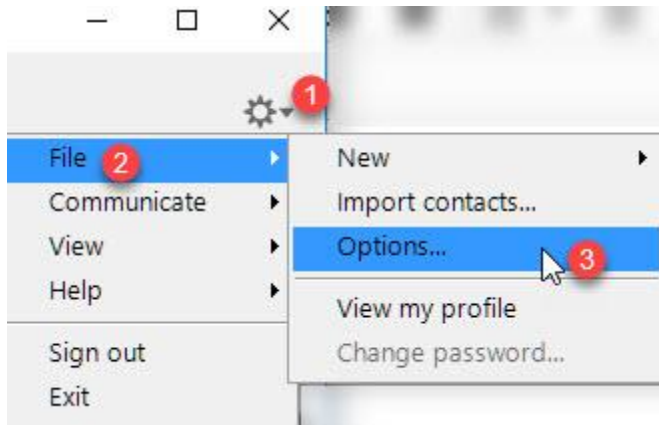 1
File 2
Communicate
View
Help
Sign out
Exit
New
Import contacts...
Options... 3
View my profile
Change password...